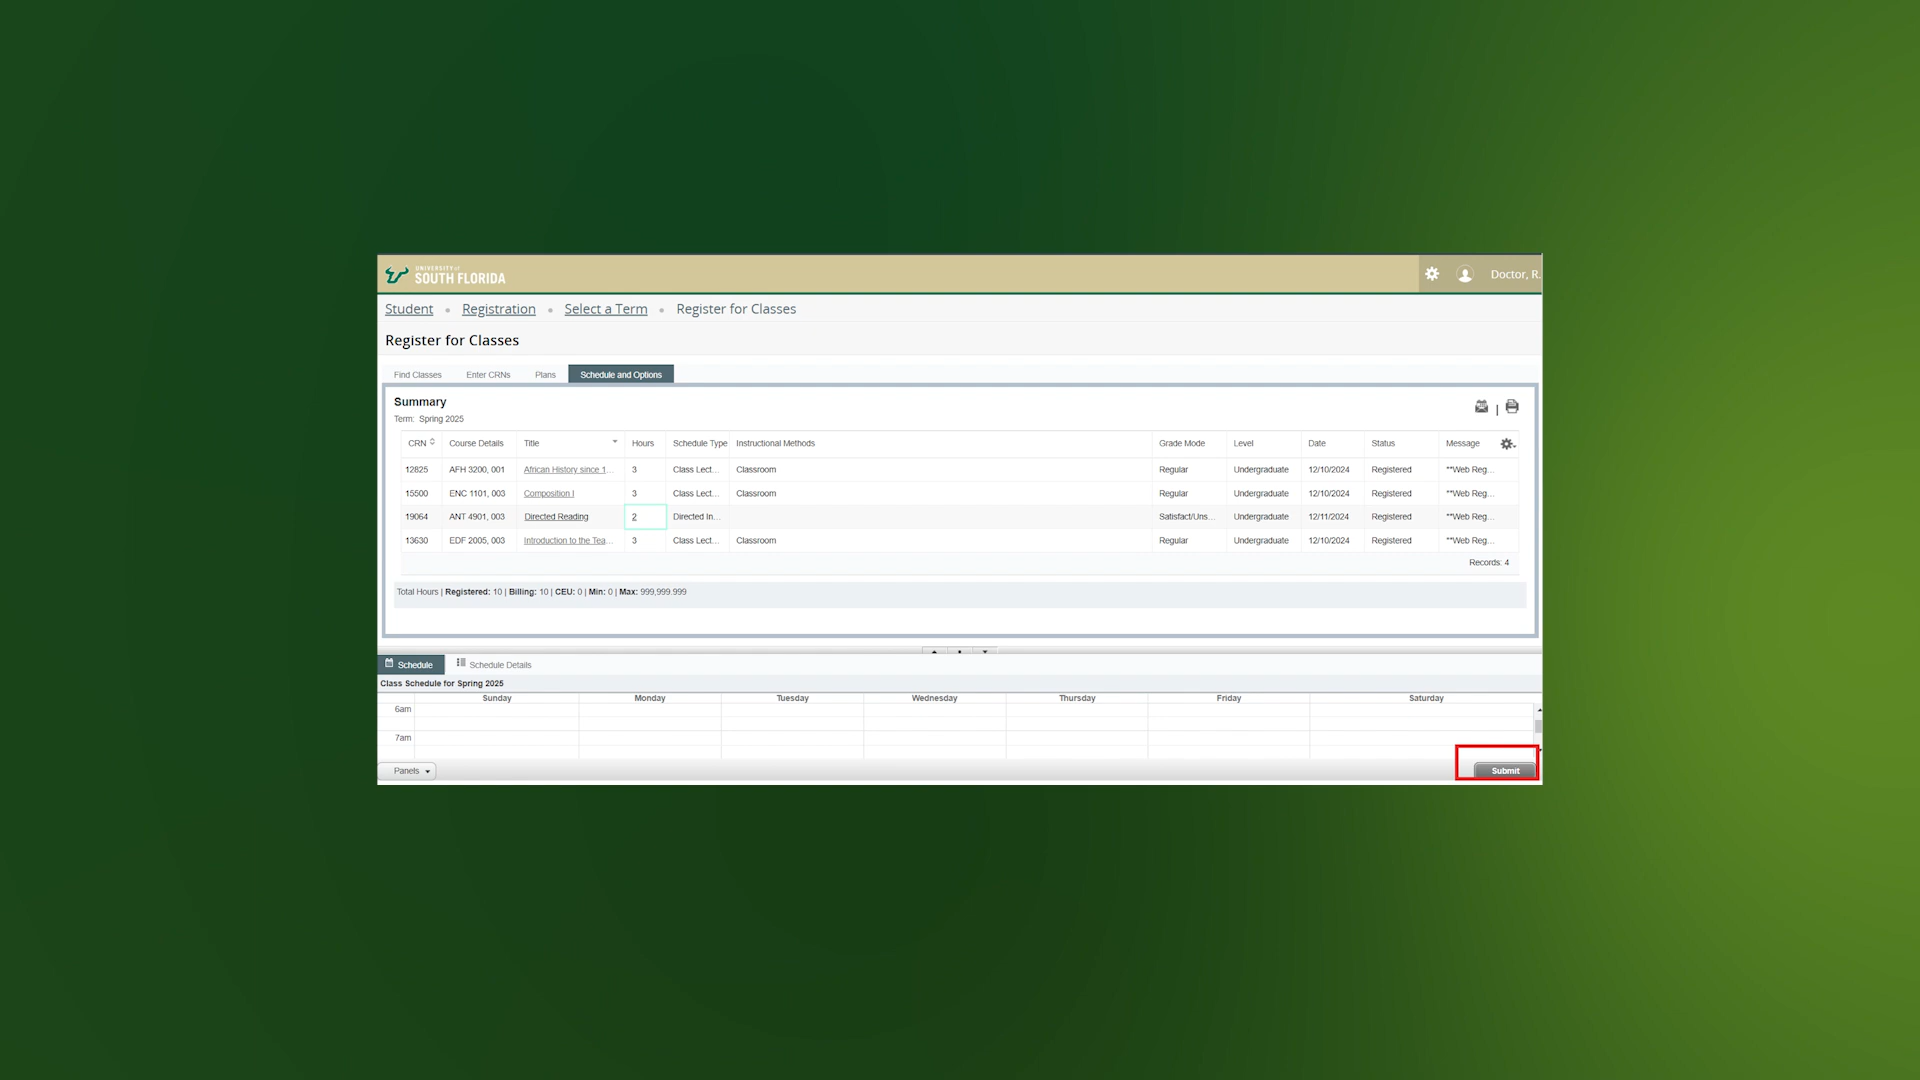 UNIVERSITY of
SOUTH FLORIDA
Doctor, R.
Student • Registration • Select a Term • Register for Classes
Register for Classes
Find Classes Enter CRNs Plans Schedule and Options
Summary
Term: Spring 2025
CRN Course Details Title Hours Schedule Type Instructional Methods Grade Mode Level Date Status Message
12825 AFH 3200, 001 African History since 1... 3 Class Lect... Classroom Regular Undergraduate 12/10/2024 Registered **Web Reg...
15500 ENC 1101, 003 Composition I 3 Class Lect... Classroom Regular Undergraduate 12/10/2024 Registered **Web Reg...
19064 ANT 4901, 003 Directed Reading 2 Directed In... Satisfact/Uns... Undergraduate 12/11/2024 Registered **Web Reg...
13630 EDF 2005, 003 Introduction to the Tea... 3 Class Lect... Classroom Regular Undergraduate 12/10/2024 Registered **Web Reg...
Records: 4
Total Hours | Registered: 10 | Billing: 10 | CEU: 0 | Min: 0 | Max: 999,999.999
Schedule Schedule Details
Class Schedule for Spring 2025
Sunday Monday Tuesday Wednesday Thursday Friday Saturday
6am
7am
Panels Submit